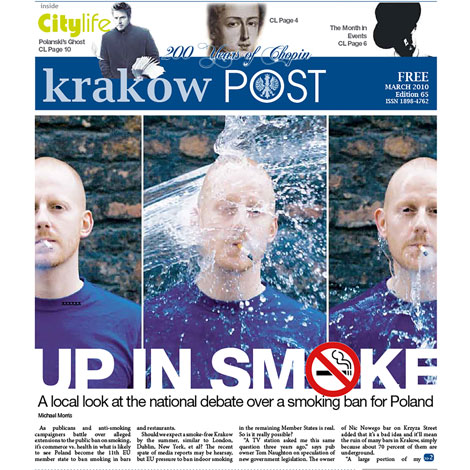 inside
Citylife
Polanski's Ghost
CL Page 10
CL Page 4
The Month In
Events
CL Page 6
200 Years of Chopin
krakow POST
FREE
MARCH 2010
Edition 65
ISSN 1898-4762
UP IN SMOKE
A local look at the national debate over a smoking ban for Poland
Michael Morris
As publicans and anti-smoking
campaigners battle over alleged
extensions to the public ban on smoking,
it's commerce vs. health in what is likely
to see Poland become the 11th EU
member state to ban smoking in bars
and restaurants.
Should we expect a smoke-free Kraków
by the summer, similar to London,
Dublin, New York, et al? The recent
spate of media reports may be hearsay,
but EU pressure to ban indoor smoking
in the remaining Member States is real.
So is it really possible?
"A TV station asked me this same
question three years ago," says pub
owner Tom Naughton on speculation of
new government legislation. The owner
of Nic Nowego bar on Krzyża Street
added that it's a bad idea and it'll mean
the ruin of many bars in Kraków, simply
because about 70 percent of them are
underground.
"A large portion of my